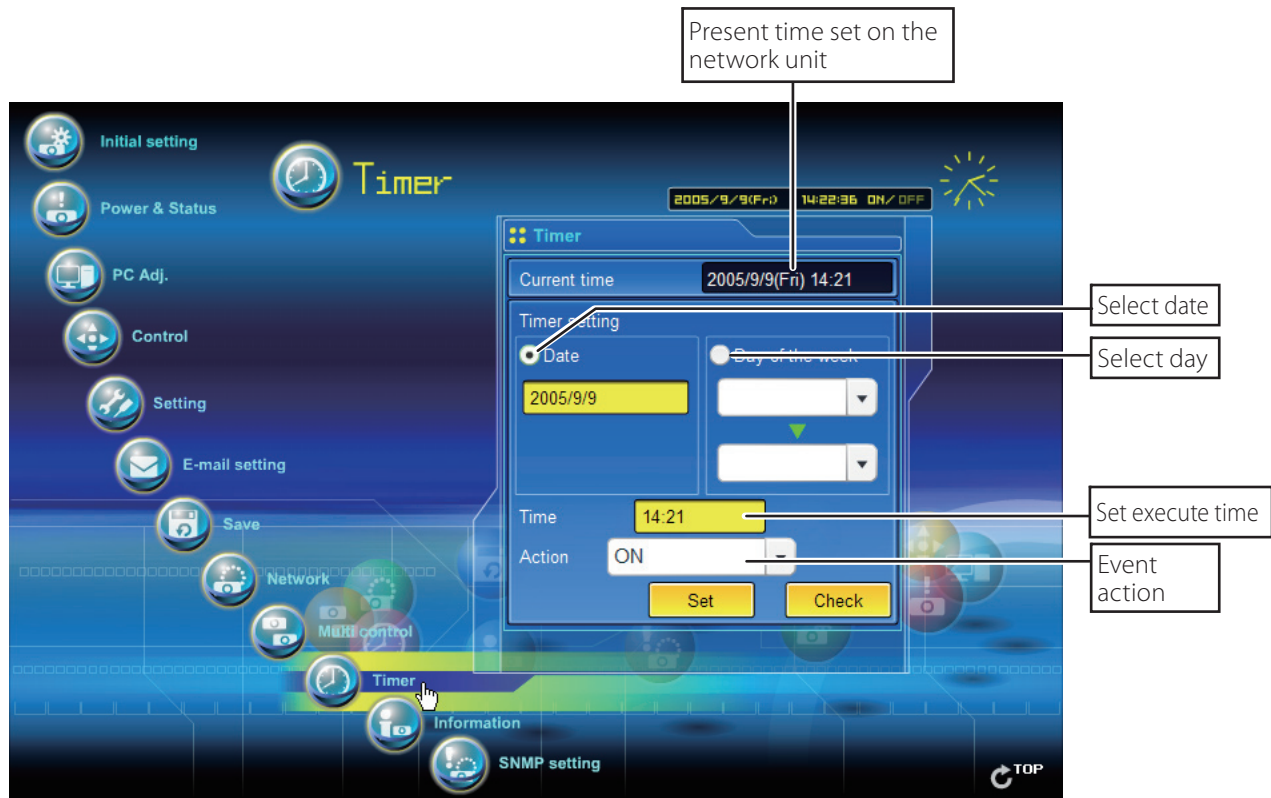 Present time set on the
network unit
Initial setting
Timer
Power & Status
2005/9/9(Fri) 14:22:36 ON/OFF
Timer
PC Adj.
Current time 2005/9/9(Fri) 14:21
Select date
Timer setting
Control
Date
Day of the week
Select day
2005/9/9
Setting
E-mail setting
Time 14:21
Set execute time
Save
Action ON
Event
action
Network
Set
Check
Multi control
Timer
Information
SNMP setting
TOP